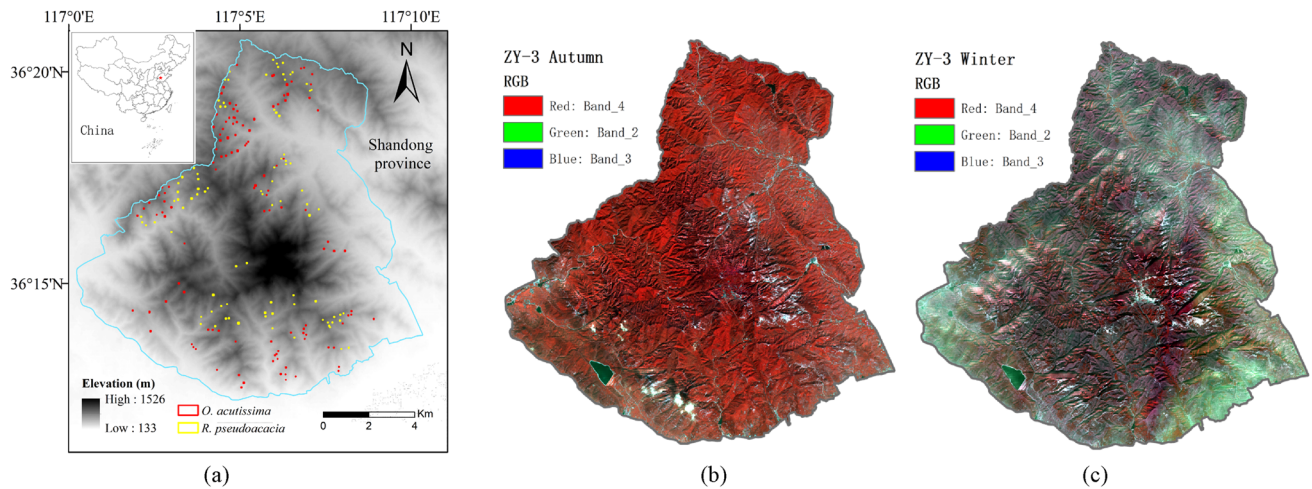 117°0'E 117°5'E 117°10'E
36°20'N
36°15'N
China
N
Shandong
province
Elevation (m)
High : 1526
Low : 133
O. acutissima
R. pseudoacacia
0 2 4 Km
(a)
ZY-3 Autumn
RGB
Red: Band_4
Green: Band_2
Blue: Band_3
(b)
ZY-3 Winter
RGB
Red: Band_4
Green: Band_2
Blue: Band_3
(c)